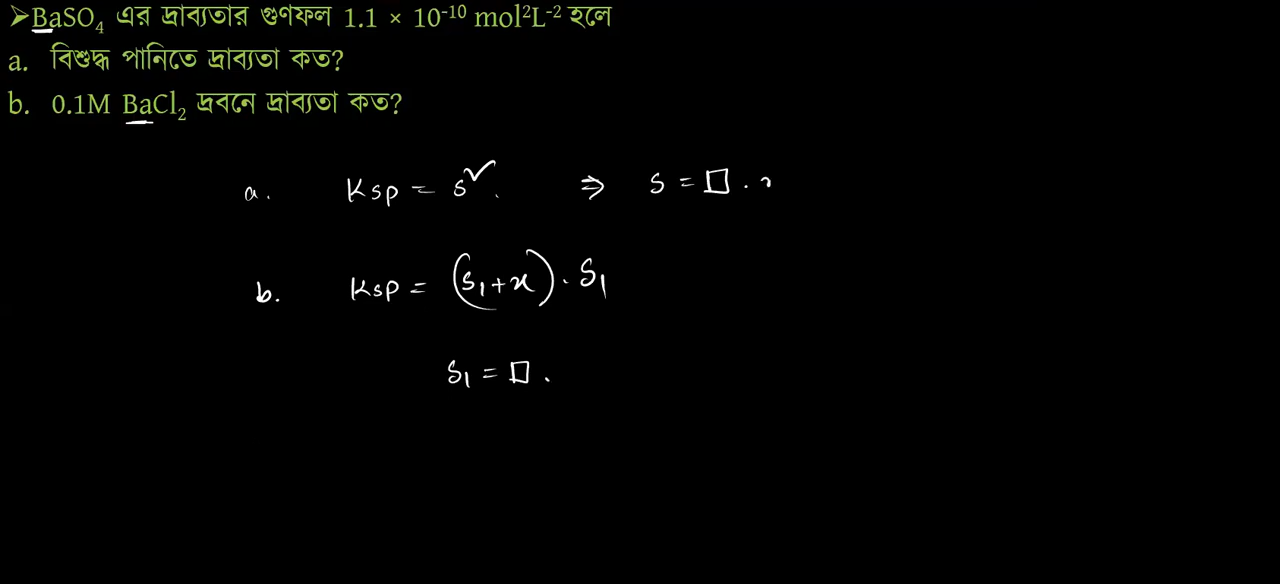 ➤BaSO₄ এর দ্রাব্যতার গুণফল 1.1 × 10⁻¹⁰ mol²L⁻² হলে
a. বিশুদ্ধ পানিতে দ্রাব্যতা কত?
b. 0.1M BaCl₂ দ্রবনে দ্রাব্যতা কত?
a. Ksp = s² . ⇒ s = □ .
b. Ksp = (s₁+x) . s₁
s₁ = □ .